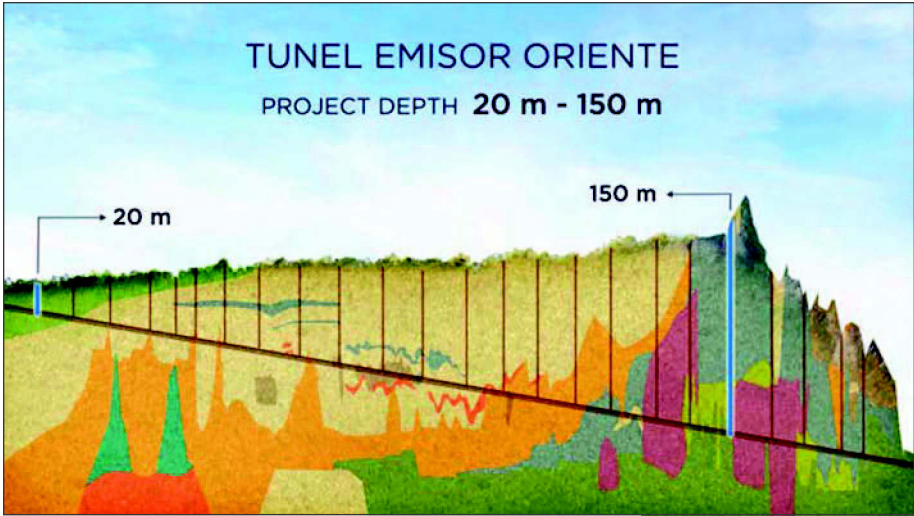 TUNEL EMISOR ORIENTE
PROJECT DEPTH 20 m - 150 m
150 m
20 m